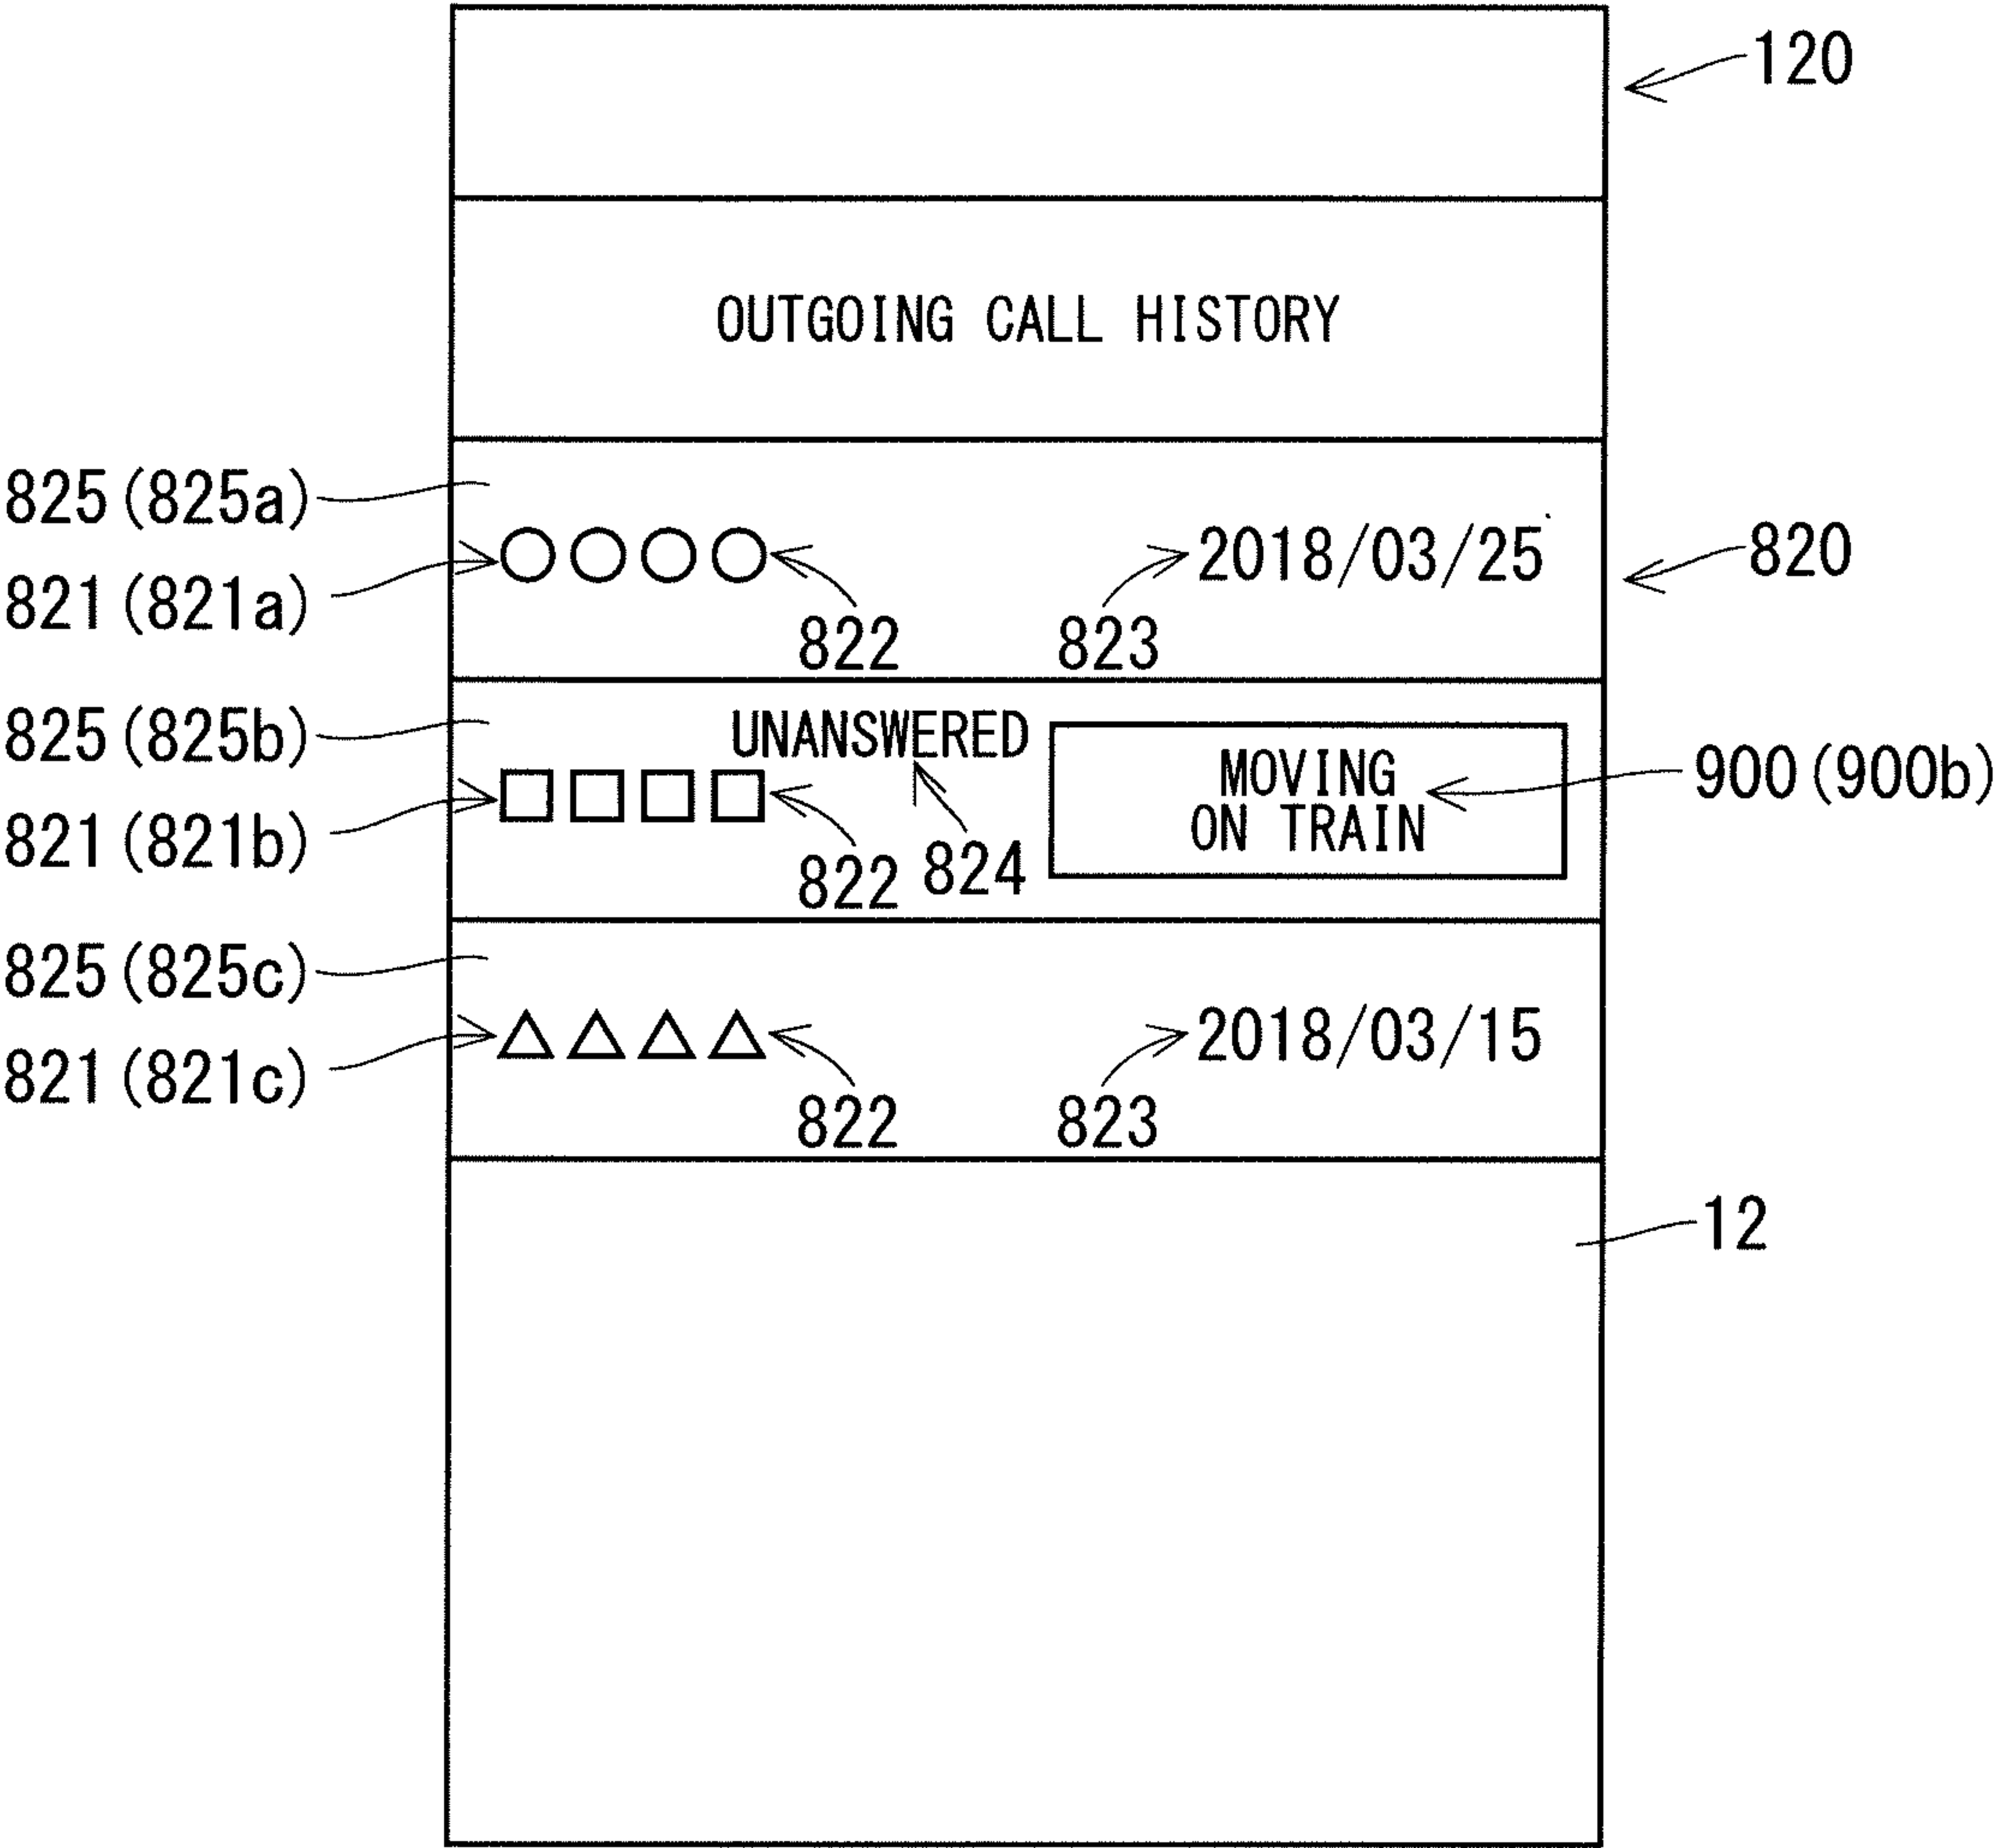 120
OUTGOING CALL HISTORY
825 (825a)
○○○○ 2018/03/25
820
821 (821a)
822 823
825 (825b)
UNANSWERED
MOVING
ON TRAIN
900 (900b)
□□□□
821 (821b)
822 824
825 (825c)
△△△△ 2018/03/15
821 (821c)
822 823
12